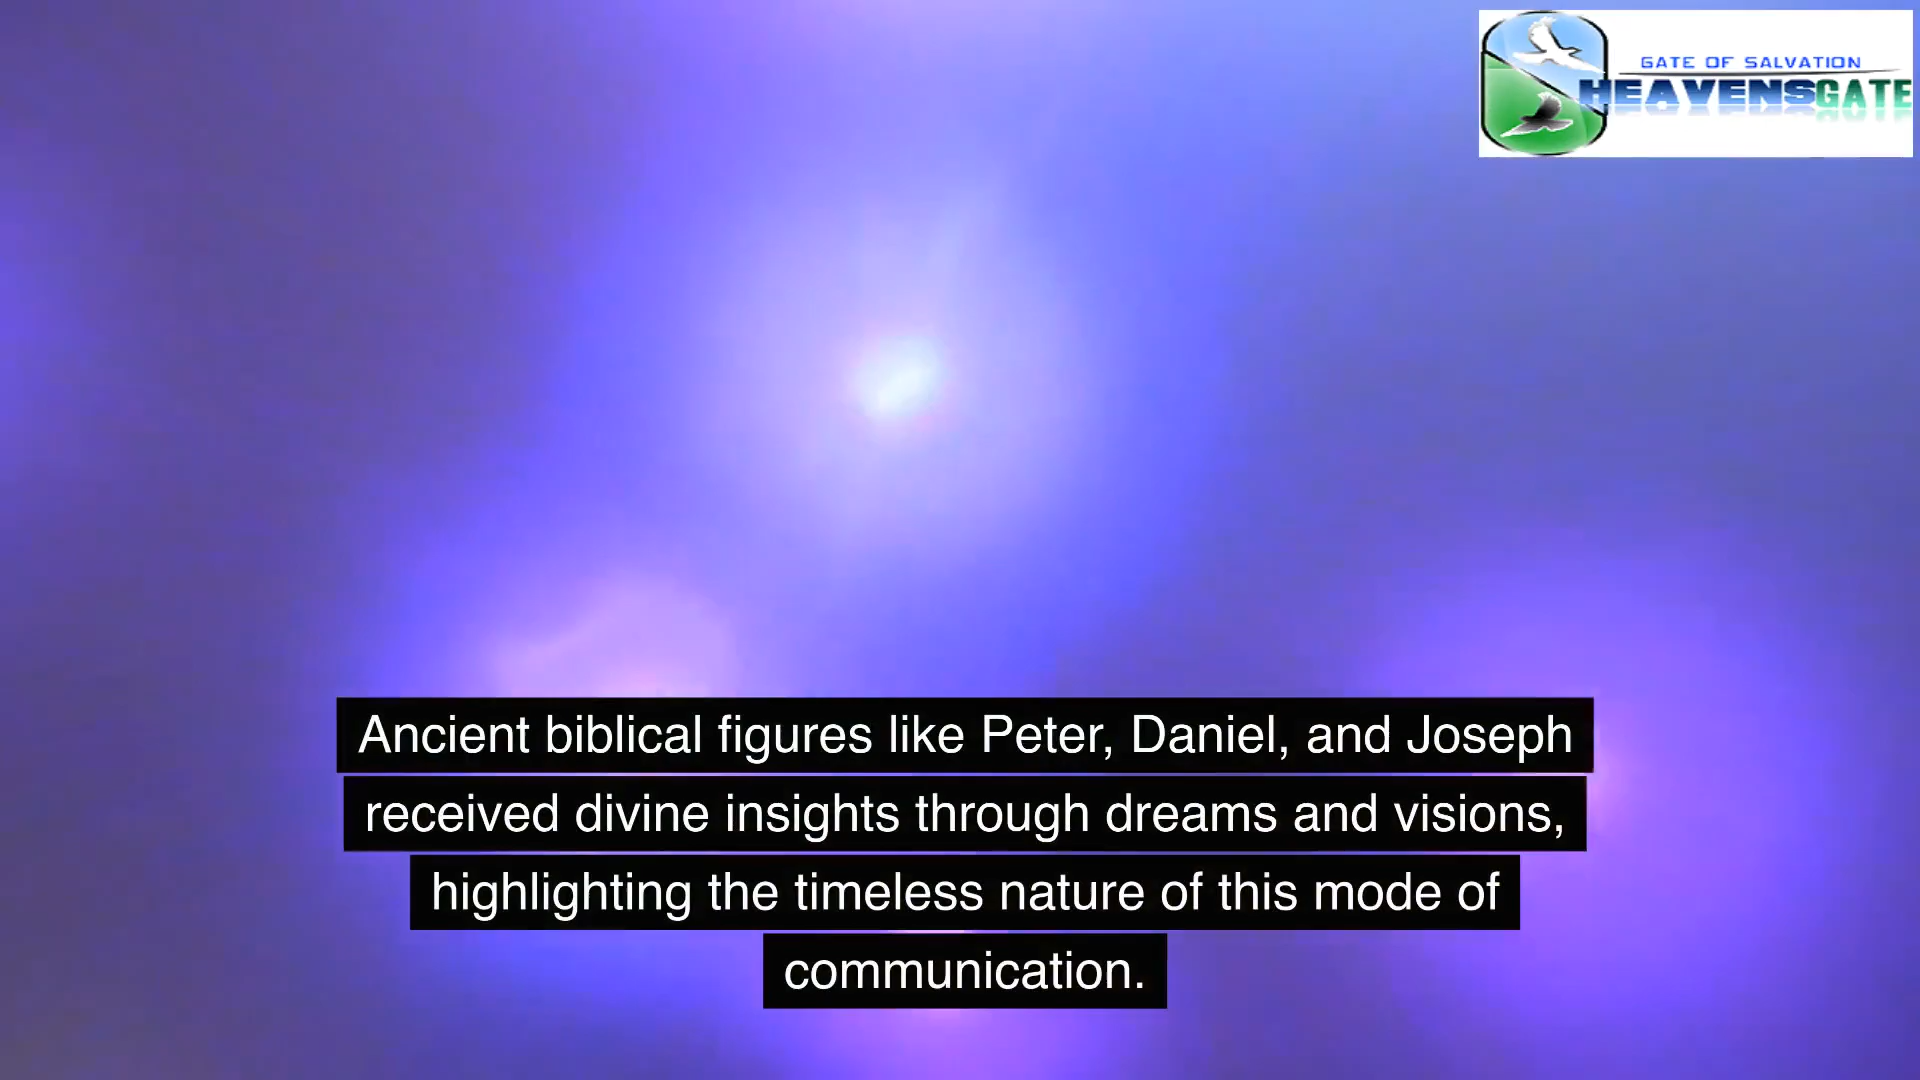 GATE OF SALVATION
HEAVENSGATE
Ancient biblical figures like Peter, Daniel, and Joseph
received divine insights through dreams and visions,
highlighting the timeless nature of this mode of
communication.